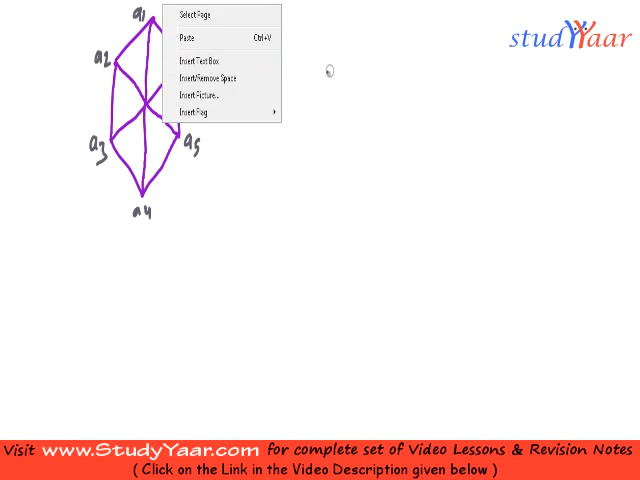 a1
Select Page
studYYaar
Paste Ctrl+V
a2
Insert Text Box
Insert/Remove Space
Insert Picture...
Insert Flag
a3
a5
a4
Visit www.StudyYaar.com for complete set of Video Lessons & Revision Notes
( Click on the Link in the Video Description given below )